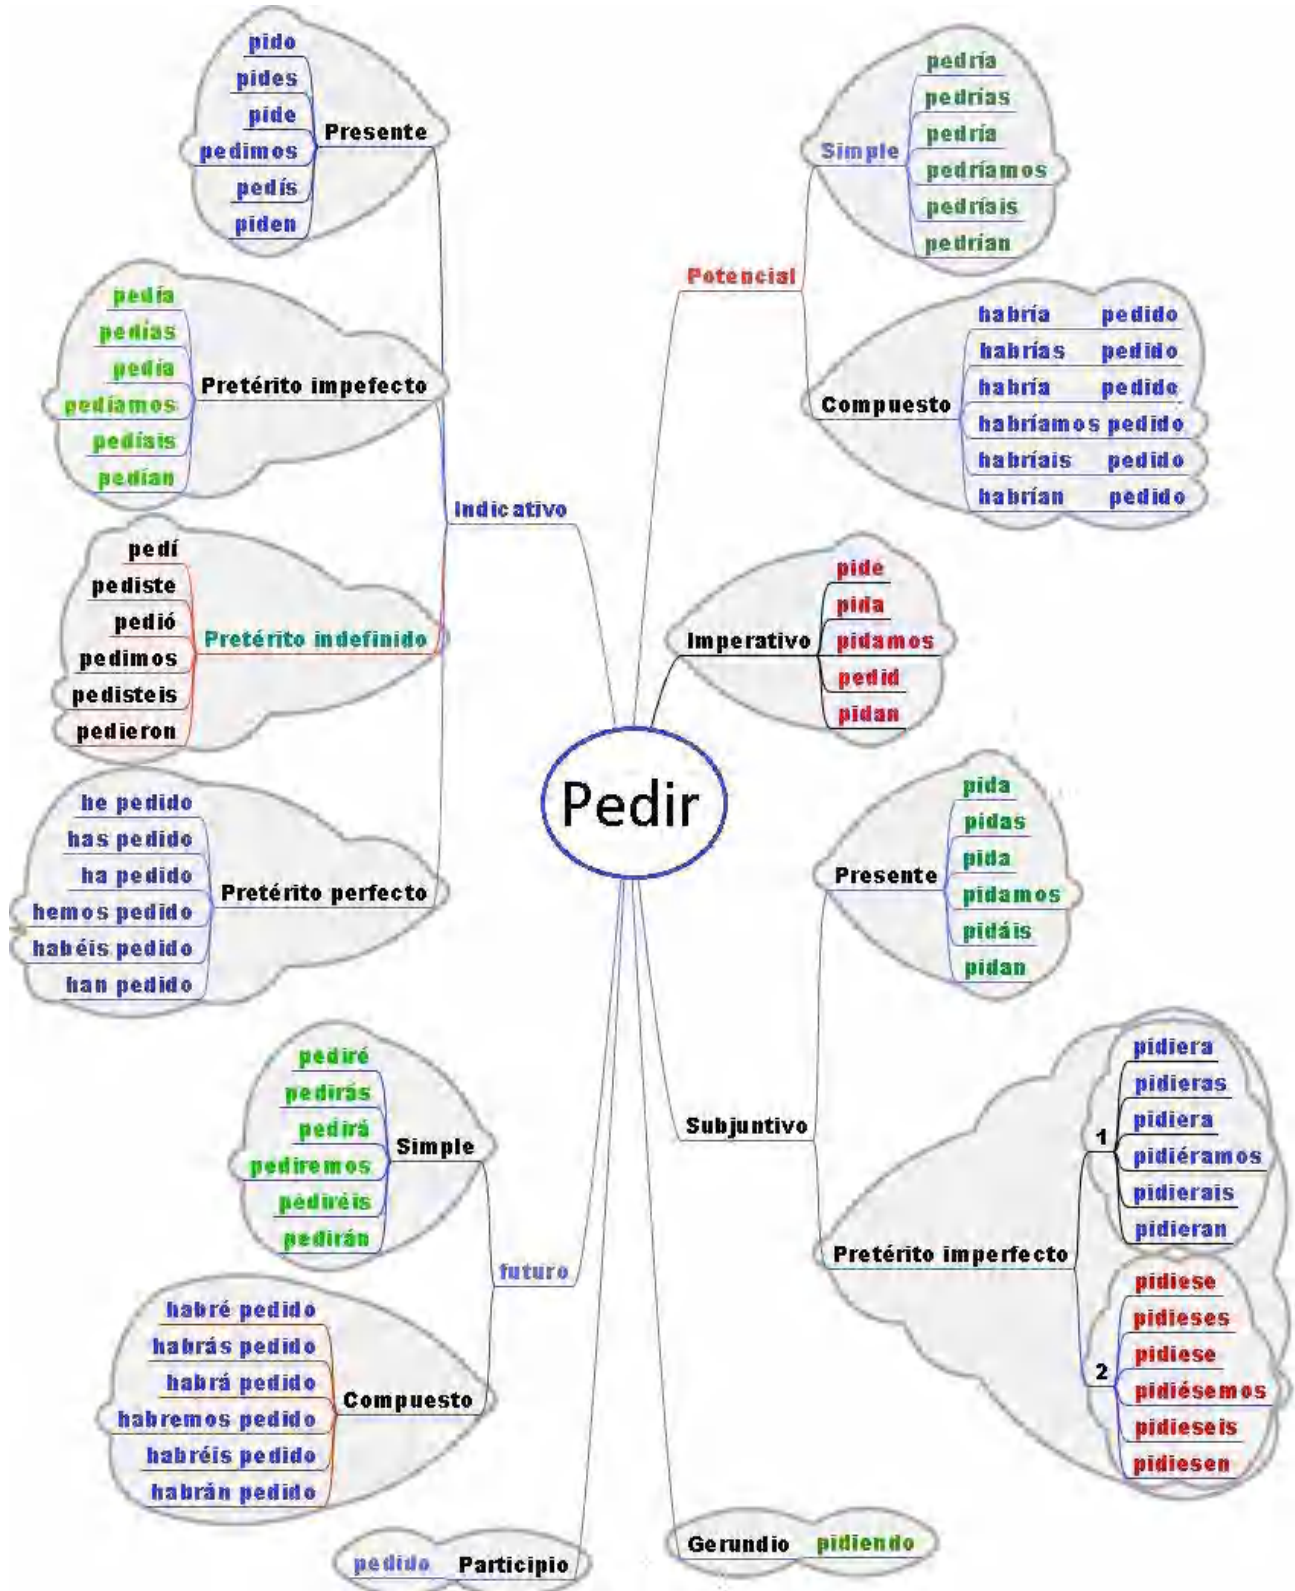 Pedir
Indicativo
Presente
pido
pides
pide
pedimos
pedís
piden
Pretérito impefecto
pedía
pedías
pedía
pedíamos
pedíais
pedían
Pretérito indefinido
pedí
pediste
pedió
pedimos
pedisteis
pedieron
Pretérito perfecto
he pedido
has pedido
ha pedido
hemos pedido
habéis pedido
han pedido
futuro
Simple
pediré
pedirás
pedirá
pediremos
pediréis
pedirán
Compuesto
habré pedido
habrás pedido
habrá pedido
habremos pedido
habréis pedido
habrán pedido
Participio
pedido
Potencial
Simple
pedría
pedrías
pedría
pedríamos
pedríais
pedrían
Compuesto
habría pedido
habrías pedido
habría pedido
habríamos pedido
habríais pedido
habrían pedido
Imperativo
pide
pida
pidamos
pedid
pidan
Subjuntivo
Presente
pida
pidas
pida
pidamos
pidáis
pidan
Pretérito imperfecto
1
pidiera
pidieras
pidiera
pidiéramos
pidierais
pidieran
2
pidiese
pidieses
pidiese
pidiésemos
pidieseis
pidiesen
Gerundio
pidiendo